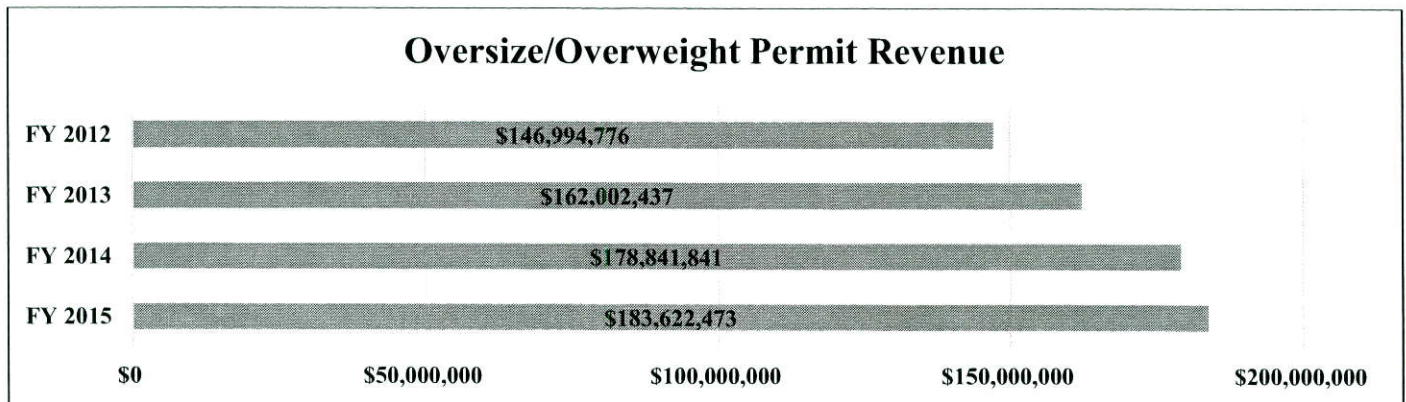 Oversize/Overweight Permit Revenue
FY 2012 $146,994,776
FY 2013 $162,002,437
FY 2014 $178,841,841
FY 2015 $183,622,473
$0 $50,000,000 $100,000,000 $150,000,000 $200,000,000